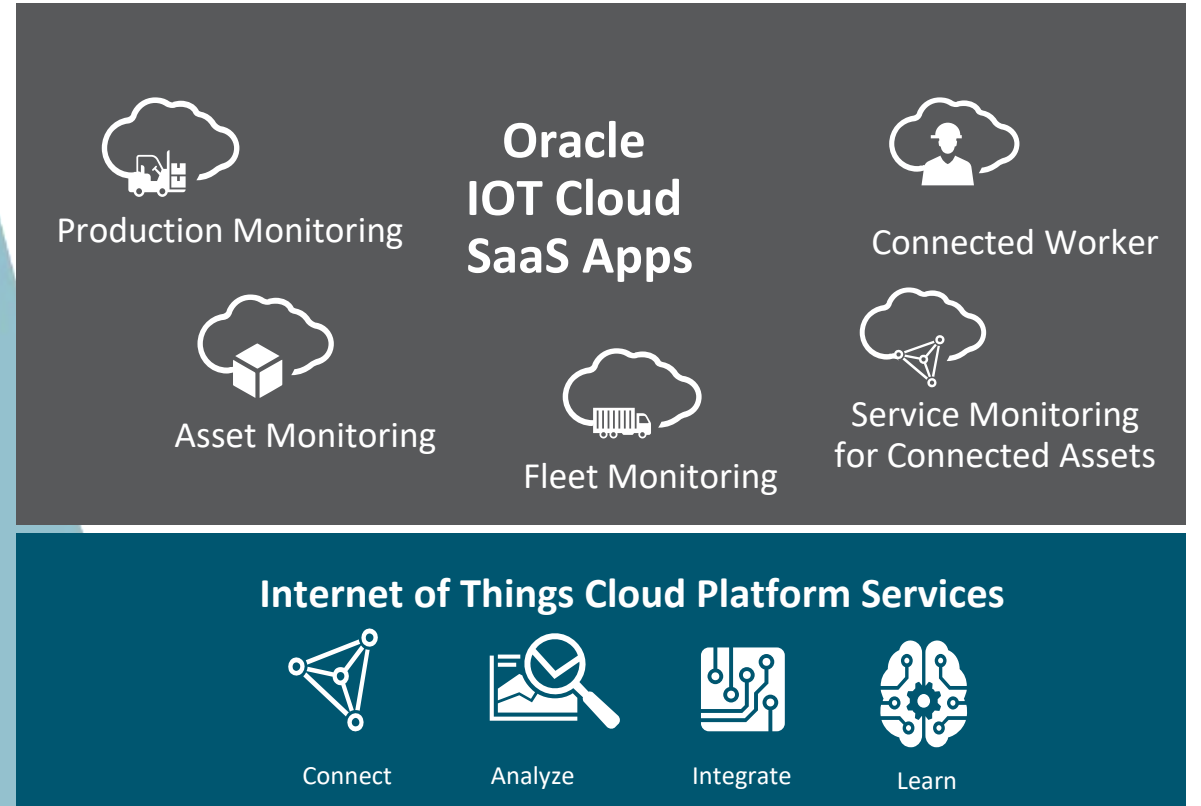 Oracle
IOT Cloud
SaaS Apps
Production Monitoring
Connected Worker
Asset Monitoring
Fleet Monitoring
Service Monitoring
for Connected Assets
Internet of Things Cloud Platform Services
Connect
Analyze
Integrate
Learn